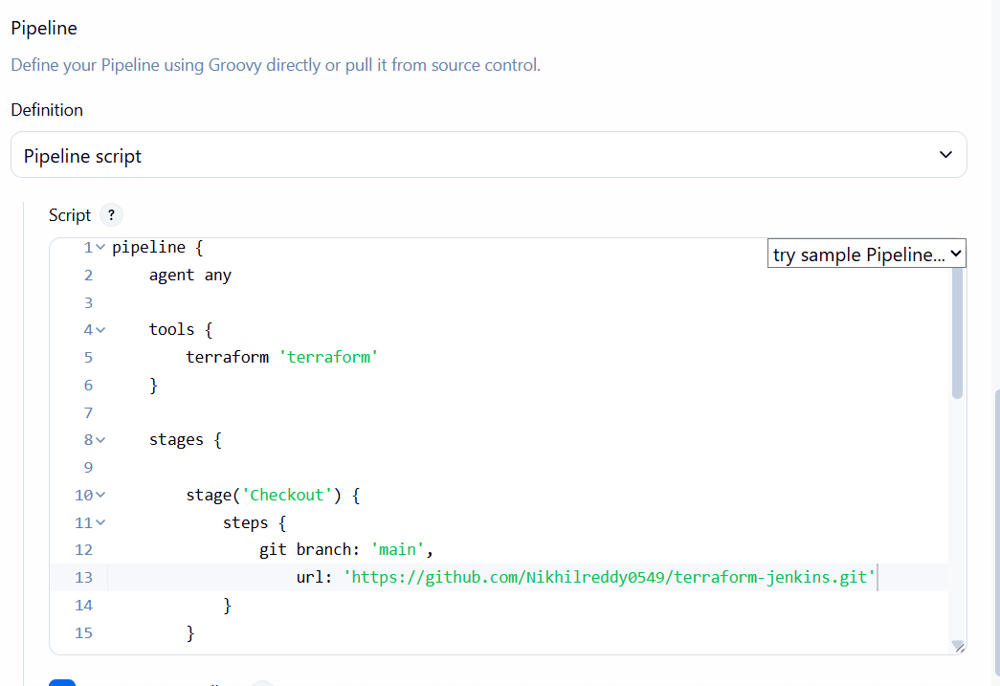 Pipeline
Define your Pipeline using Groovy directly or pull it from source control.
Definition
Pipeline script
Script ?
try sample Pipeline...
1 pipeline {
2     agent any
3
4     tools {
5         terraform 'terraform'
6     }
7
8     stages {
9
10         stage('Checkout') {
11             steps {
12                 git branch: 'main',
13                     url: 'https://github.com/Nikhilreddy0549/terraform-jenkins.git'
14             }
15         }